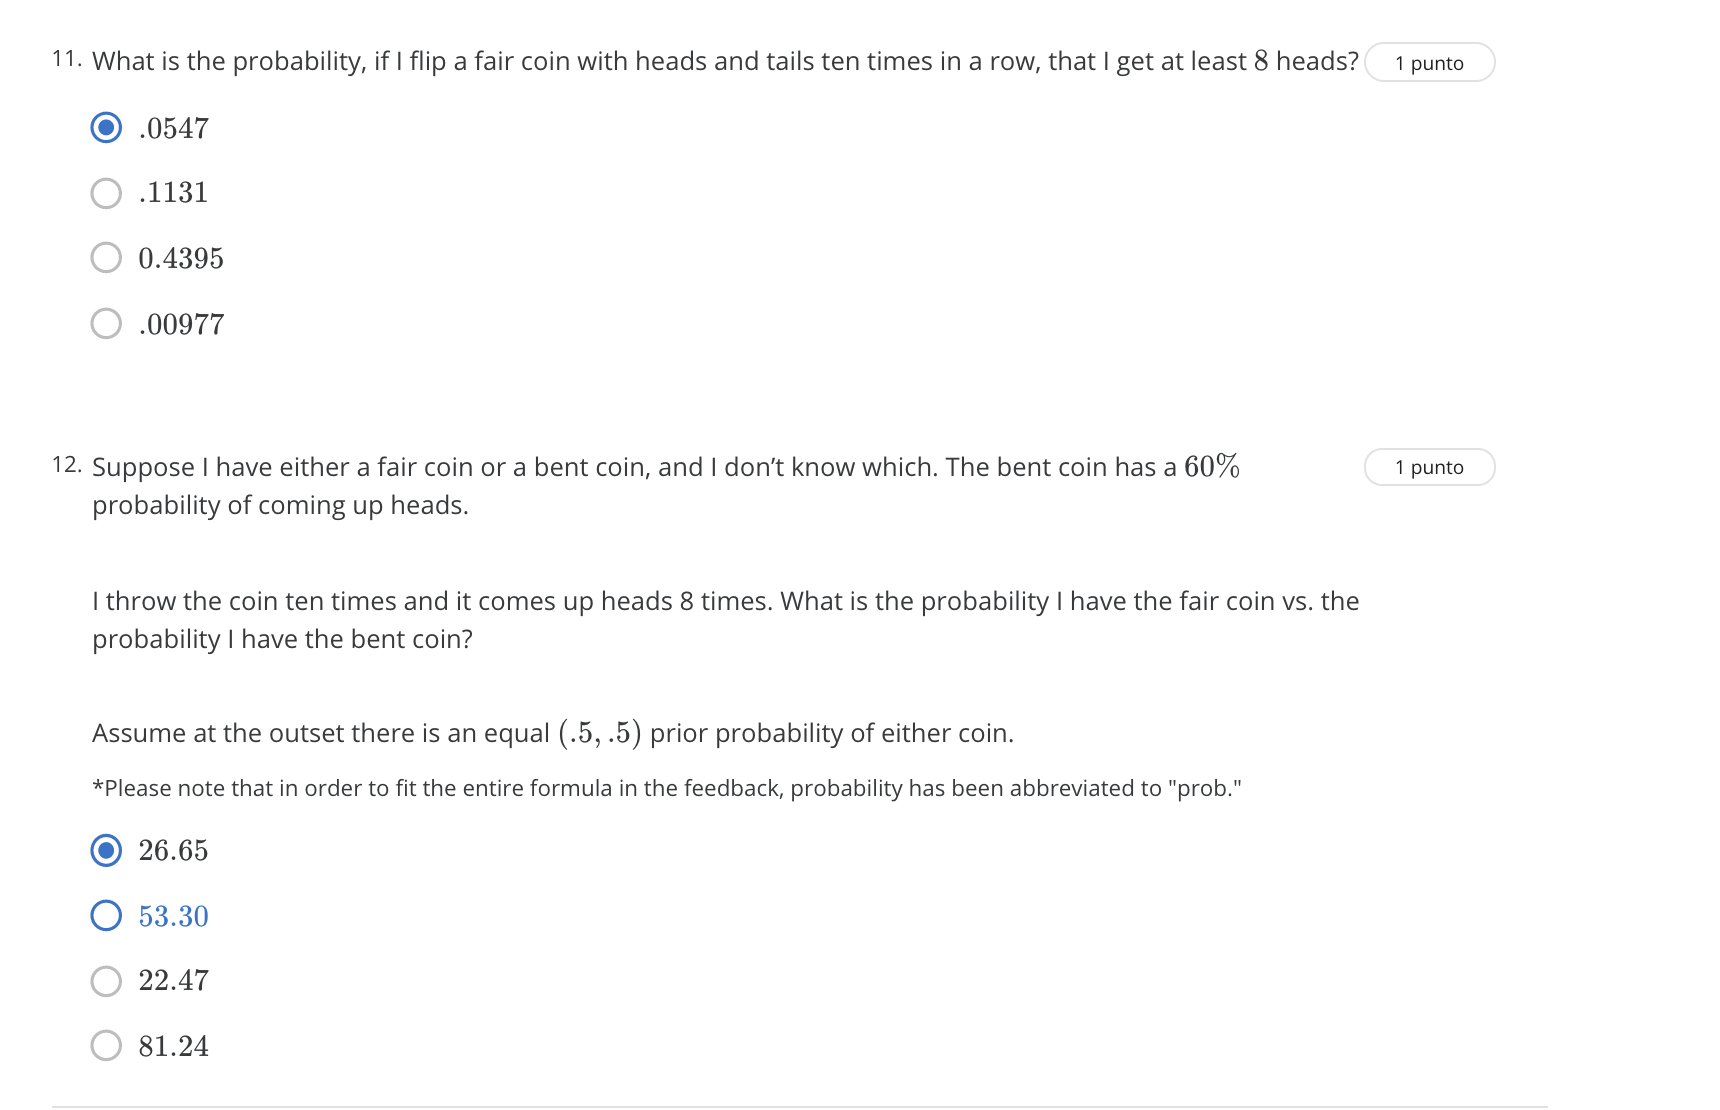 11. What is the probability, if I flip a fair coin with heads and tails ten times in a row, that I get at least 8 heads? 1 punto
.0547
.1131
0.4395
.00977
12. Suppose I have either a fair coin or a bent coin, and I don’t know which. The bent coin has a 60% 1 punto
probability of coming up heads.
I throw the coin ten times and it comes up heads 8 times. What is the probability I have the fair coin vs. the
probability I have the bent coin?
Assume at the outset there is an equal (.5, .5) prior probability of either coin.
*Please note that in order to fit the entire formula in the feedback, probability has been abbreviated to "prob."
26.65
53.30
22.47
81.24